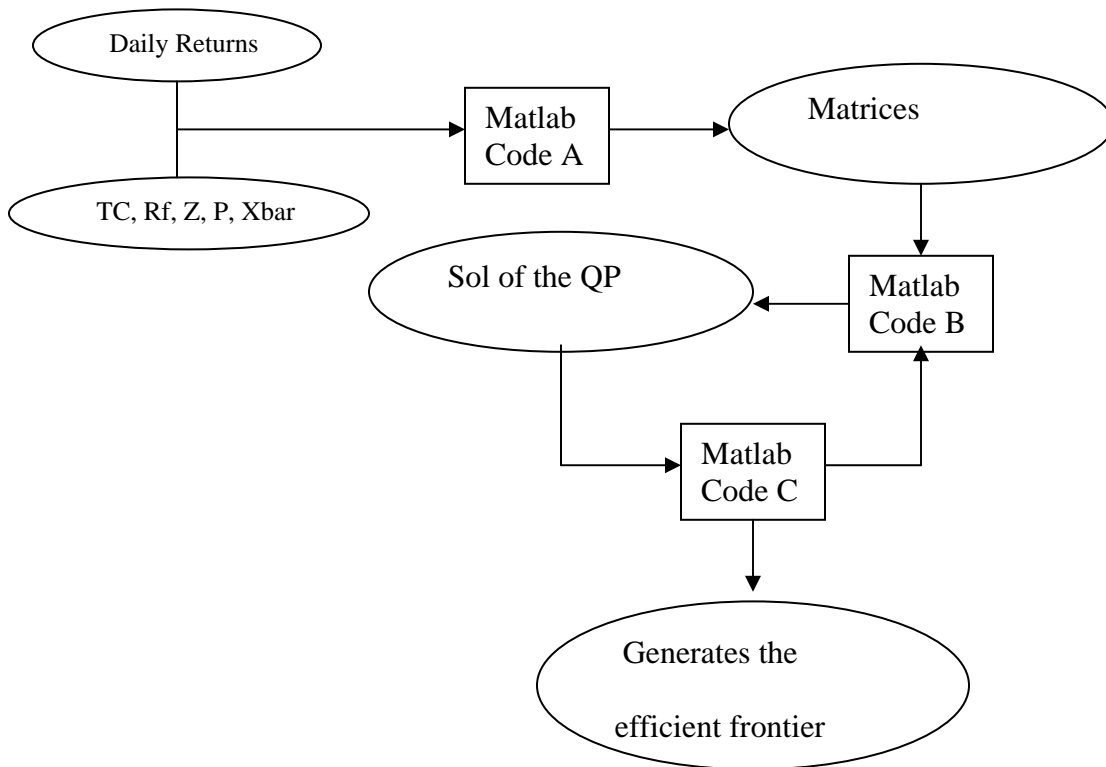 Daily Returns
Matlab
Code A
Matrices
TC, Rf, Z, P, Xbar
Sol of the QP
Matlab
Code B
Matlab
Code C
Generates the
efficient frontier